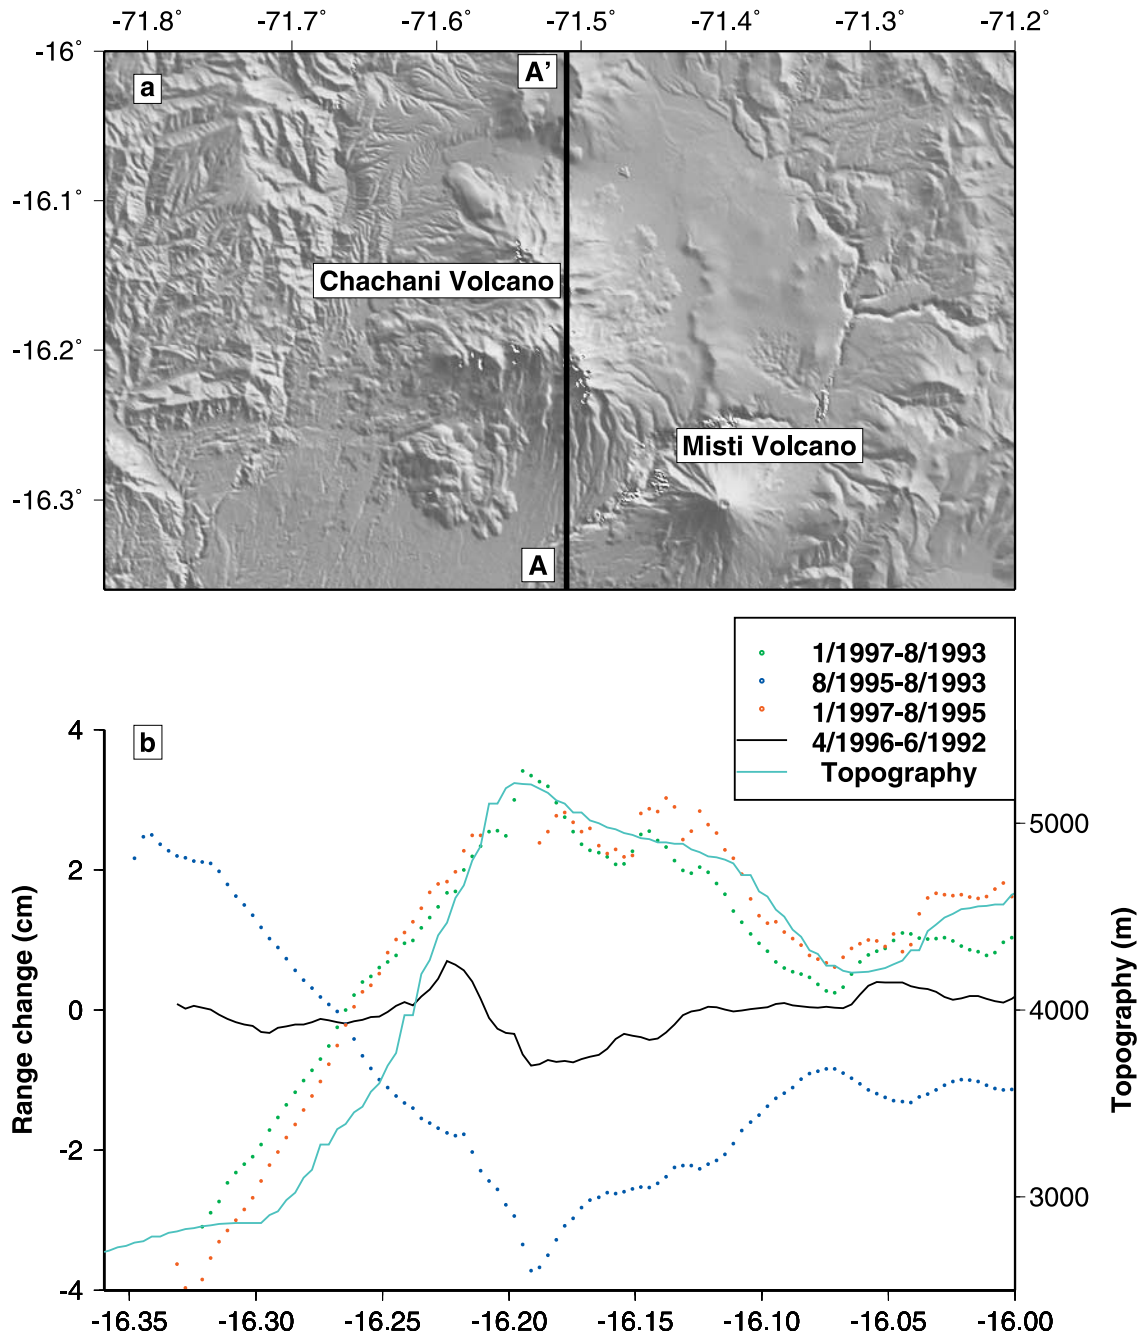 -71.8° -71.7° -71.6° -71.5° -71.4° -71.3° -71.2°
-16°
a
A'
-16.1°
Chachani Volcano
-16.2°
Misti Volcano
-16.3°
A
1/1997-8/1993
8/1995-8/1993
1/1997-8/1995
4/1996-6/1992
Topography
b
4
2
0
-2
-4
Range change (cm)
5000
4000
3000
Topography (m)
-16.35 -16.30 -16.25 -16.20 -16.15 -16.10 -16.05 -16.00